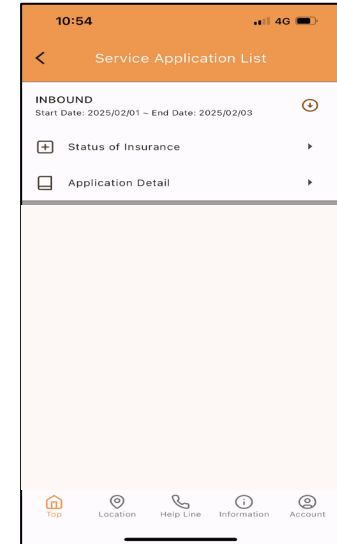 10:54
4G
Service Application List
INBOUND
Start Date: 2025/02/01 ~ End Date: 2025/02/03
Status of Insurance
Application Detail
Top
Location
Help Line
Information
Account